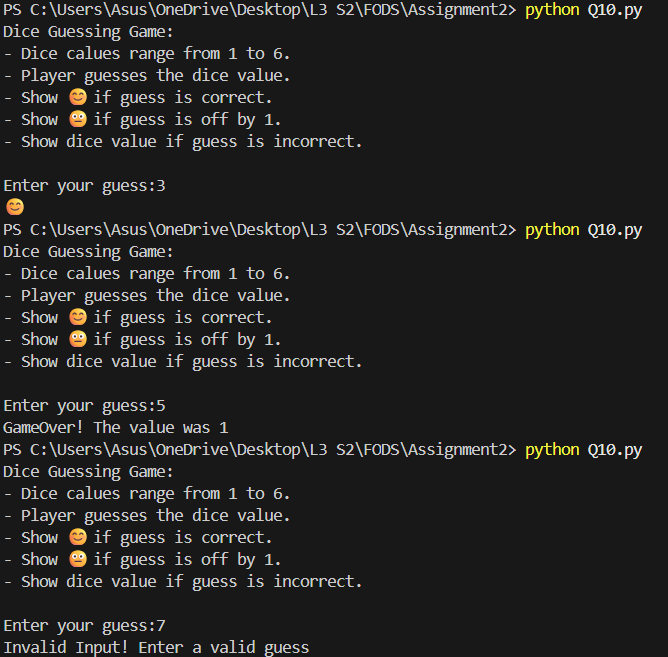 PS C:\Users\Asus\OneDrive\Desktop\L3 S2\FODS\Assignment2> python Q10.py
Dice Guessing Game:
- Dice calues range from 1 to 6.
- Player guesses the dice value.
- Show 😊 if guess is correct.
- Show 😐 if guess is off by 1.
- Show dice value if guess is incorrect.
Enter your guess:3
😊
PS C:\Users\Asus\OneDrive\Desktop\L3 S2\FODS\Assignment2> python Q10.py
Dice Guessing Game:
- Dice calues range from 1 to 6.
- Player guesses the dice value.
- Show 😊 if guess is correct.
- Show 😐 if guess is off by 1.
- Show dice value if guess is incorrect.
Enter your guess:5
GameOver! The value was 1
PS C:\Users\Asus\OneDrive\Desktop\L3 S2\FODS\Assignment2> python Q10.py
Dice Guessing Game:
- Dice calues range from 1 to 6.
- Player guesses the dice value.
- Show 😊 if guess is correct.
- Show 😐 if guess is off by 1.
- Show dice value if guess is incorrect.
Enter your guess:7
Invalid Input! Enter a valid guess